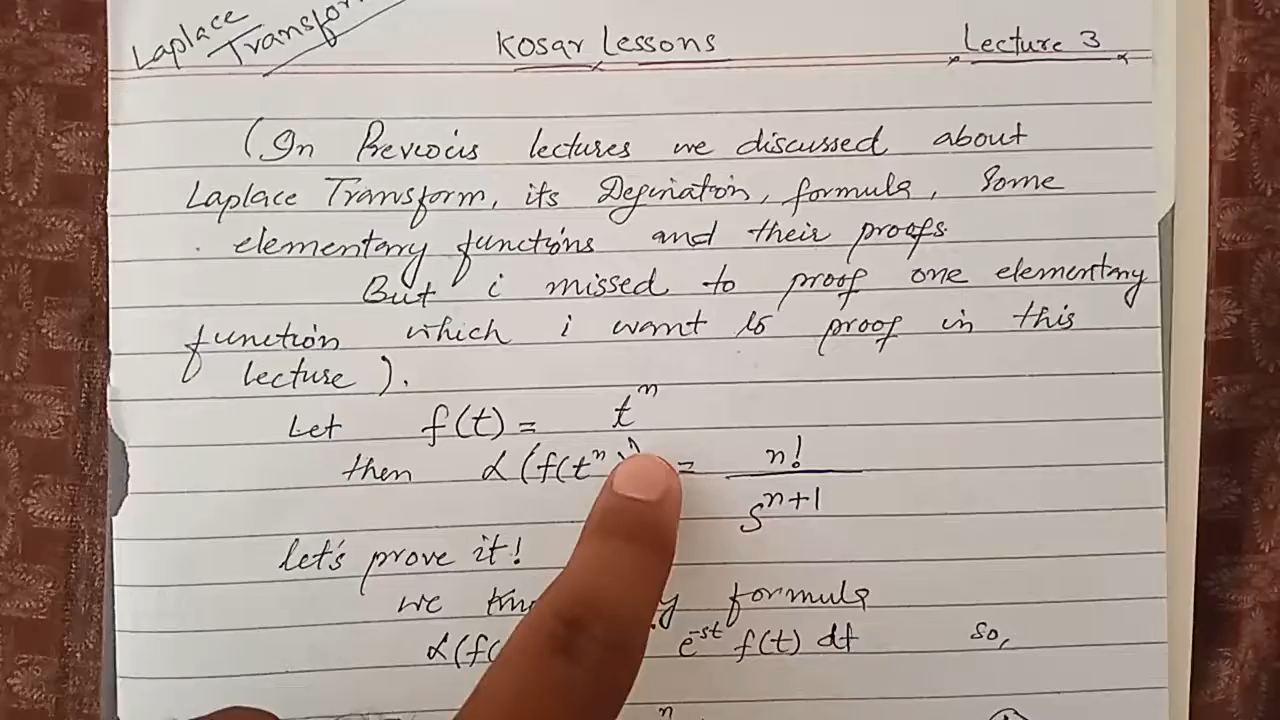 Laplace Transfor
Kosar Lessons
Lecture 3
(In Previous lectures we discussed about
Laplace Transform, its Defination, formula, Some
elementary functions and their proofs.
But i missed to proof one elementary
function which i want to proof in this
lecture ).
Let f(t) = t^n
then L(f(t^n = n!/s^{n+1}
let's prove it!
we formula
L(f( e^{-st} f(t) dt so,
n